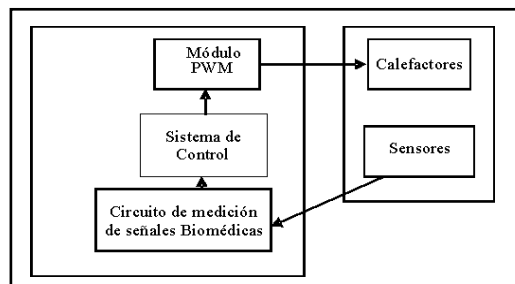 Módulo
PWM
Calefactores
Sistema de
Control
Sensores
Circuito de medición
de señales Biomédicas